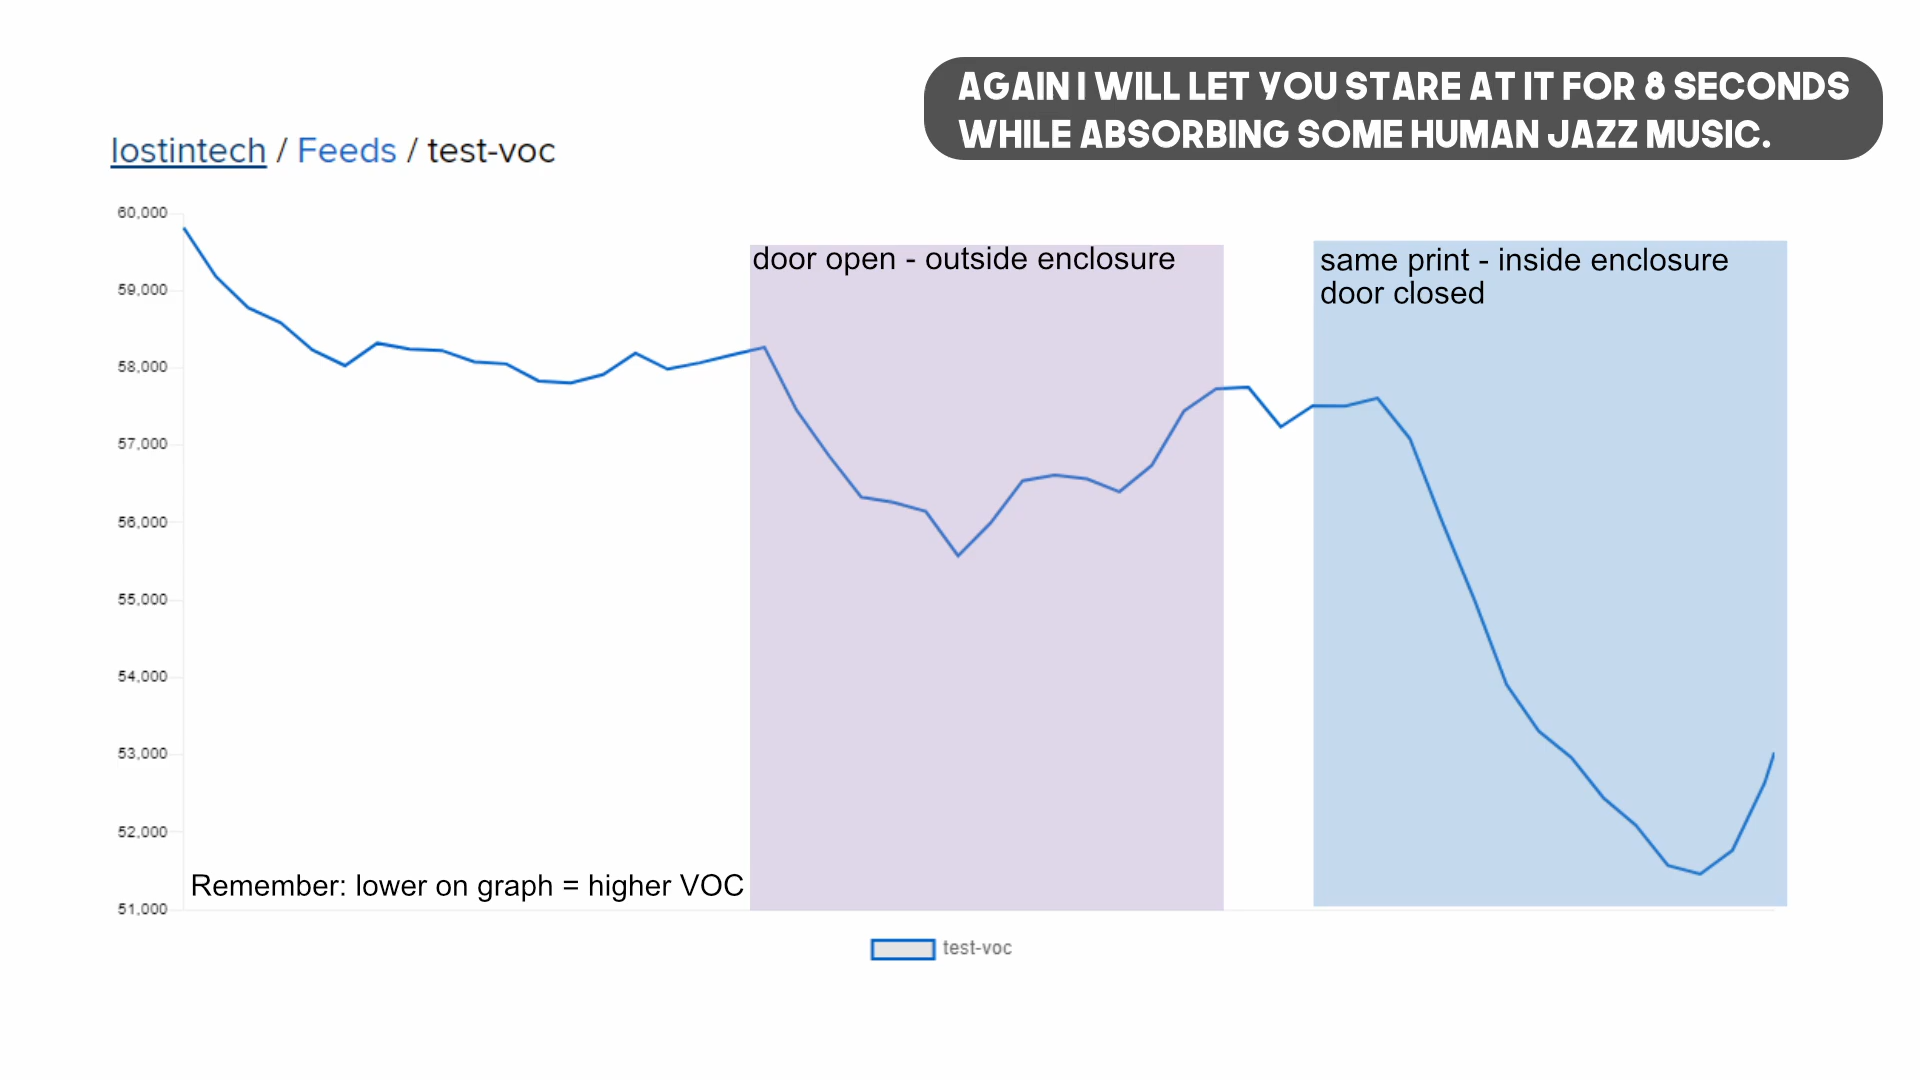 AGAIN I WILL LET YOU STARE AT IT FOR 8 SECONDS
WHILE ABSORBING SOME HUMAN JAZZ MUSIC.
lostintech / Feeds / test-voc
60,000
59,000
58,000
57,000
56,000
55,000
54,000
53,000
52,000
51,000
door open - outside enclosure
same print - inside enclosure
door closed
Remember: lower on graph = higher VOC
test-voc